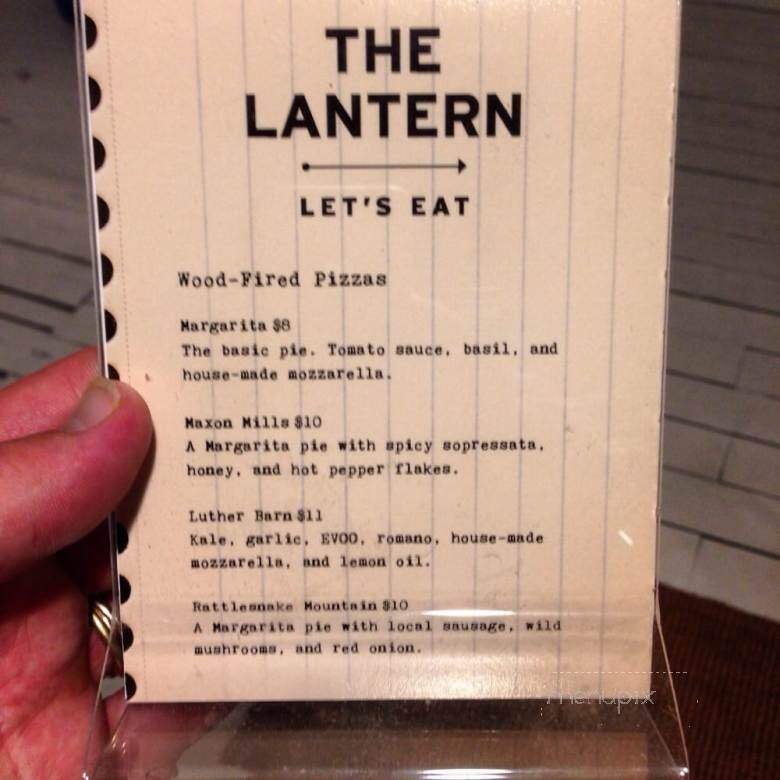 THE
LANTERN
LET'S EAT
Wood-Fired Pizzas
Margarita $8
The basic pie. Tomato sauce, basil, and
house-made mozzarella.
Maxon Mills $10
A Margarita pie with spicy sopressata,
honey, and hot pepper flakes.
Luther Barn $11
Kale, garlic, EVOO, romano, house-made
mozzarella, and lemon oil.
Rattlesnake Mountain $10
A Margarita pie with local sausage, wild
mushrooms, and red onion.
menupix